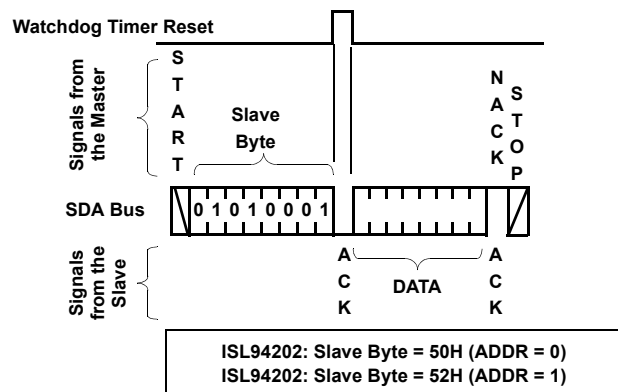 Watchdog Timer Reset
Signals from
the Master
START
Slave
Byte
NACK
STOP
SDA Bus
0 1 0 1 0 0 0 1
Signals
from the
Slave
ACK
DATA
ACK
ISL94202: Slave Byte = 50H (ADDR = 0)
ISL94202: Slave Byte = 52H (ADDR = 1)